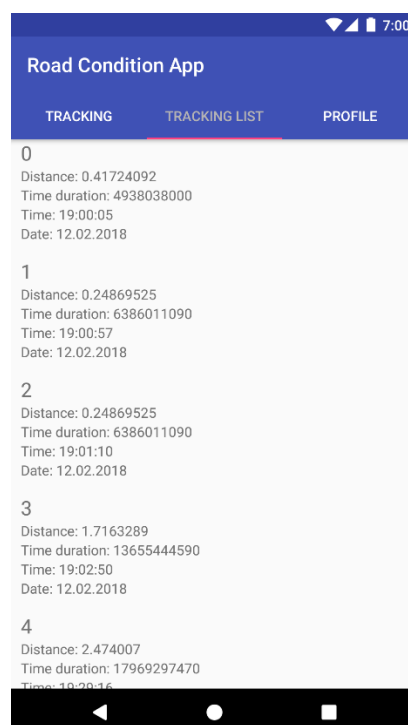 7:00
Road Condition App
TRACKING TRACKING LIST PROFILE
0
Distance: 0.41724092
Time duration: 4938038000
Time: 19:00:05
Date: 12.02.2018
1
Distance: 0.24869525
Time duration: 6386011090
Time: 19:00:57
Date: 12.02.2018
2
Distance: 0.24869525
Time duration: 6386011090
Time: 19:01:10
Date: 12.02.2018
3
Distance: 1.7163289
Time duration: 13655444590
Time: 19:02:50
Date: 12.02.2018
4
Distance: 2.474007
Time duration: 17969297470
Time: 19:29:16